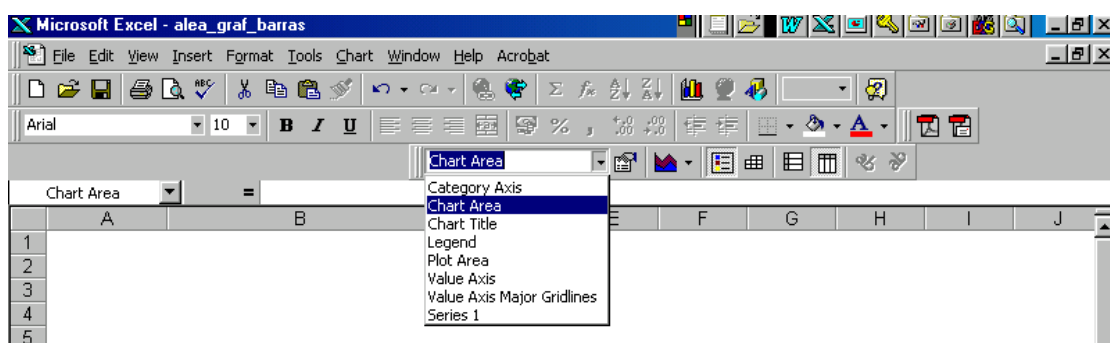 Microsoft Excel - alea_graf_barras
File Edit View Insert Format Tools Chart Window Help Acrobat
ABC
Arial 10 B I U % ,
Chart Area
Chart Area =
Category Axis
Chart Area
Chart Title
Legend
Plot Area
Value Axis
Value Axis Major Gridlines
Series 1
A B E F G H I J
1
2
3
4
5